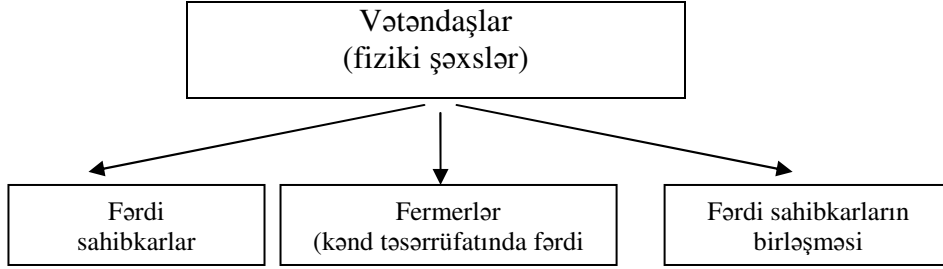 Vətəndaşlar
(fiziki şəxslər)
Fərdi
sahibkarlar
Fermerlər
(kənd təsərrüfatında fərdi
Fərdi sahibkarların
birləşməsi